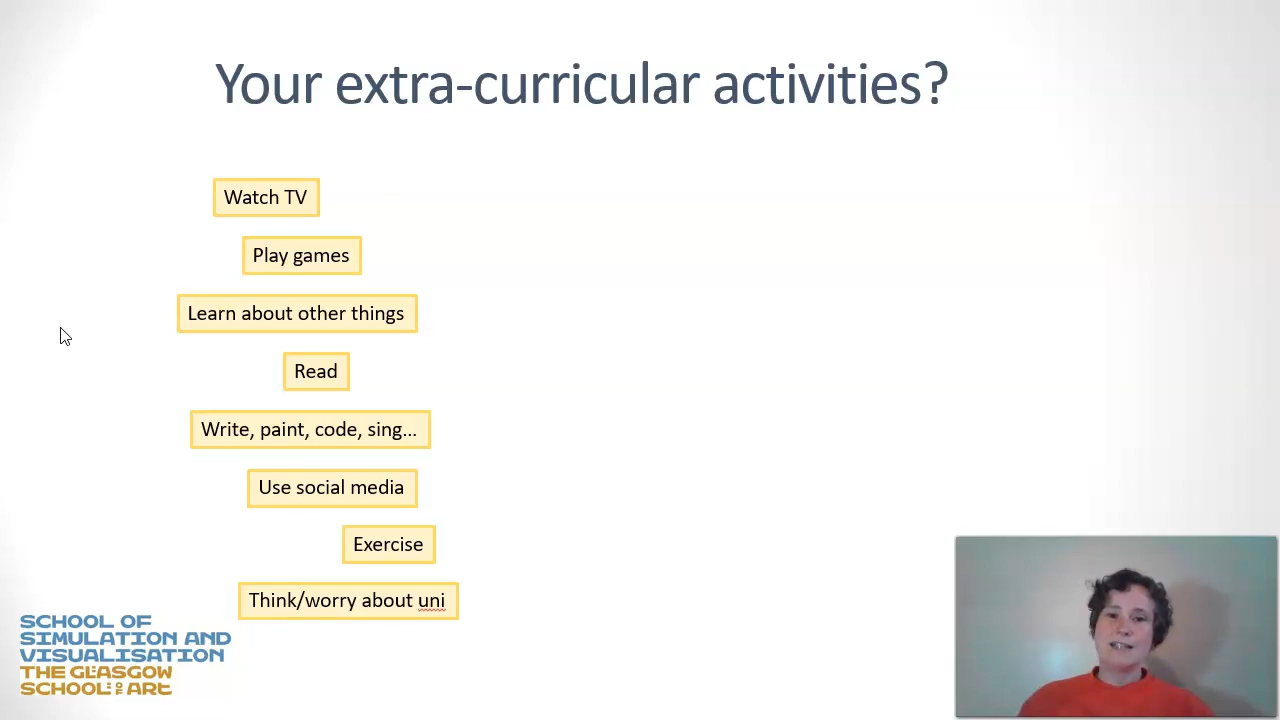 Your extra-curricular activities?
Watch TV
Play games
Learn about other things
Read
Write, paint, code, sing...
Use social media
Exercise
Think/worry about uni
SCHOOL OF
SIMULATION AND
VISUALISATION
THE GLASGOW
SCHOOL OF ART